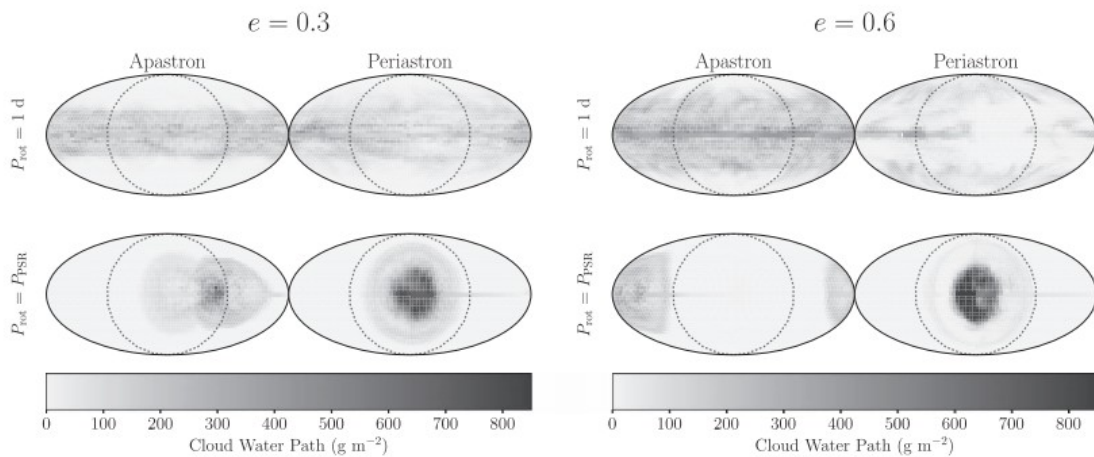 e = 0.3
Apastron Periastron
P_rot = 1 d
P_rot = P_PSR
0 100 200 300 400 500 600 700 800
Cloud Water Path (g m⁻²)
e = 0.6
Apastron Periastron
P_rot = 1 d
P_rot = P_PSR
0 100 200 300 400 500 600 700 800
Cloud Water Path (g m⁻²)